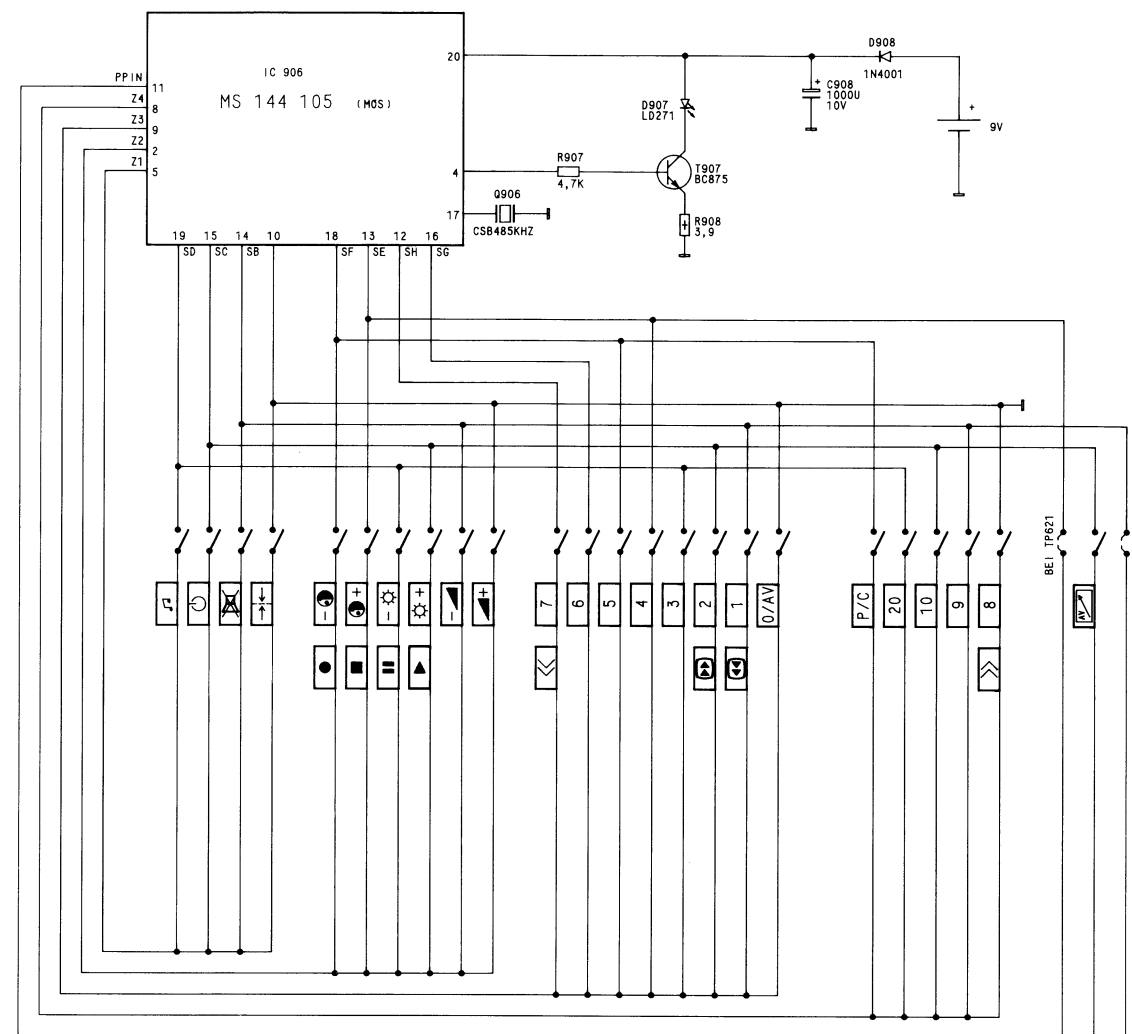 IC 906
MS 144 105 (MOS)
PPIN
11
Z4
8
Z3
9
Z2
2
Z1
5
20
4
17
19 15 14 10 18 13 12 16
SD SC SB SF SE SH SG
D908
1N4001
+
C908
1000U
10V
+
9V
D907
LD271
R907
4,7K
T907
BC875
R908
3,9
Q906
CSB485KHZ
BEI TP621
- + - + - +
7 6 5 4 3 2 1 0/AV
P/C 20 10 9 8
AV